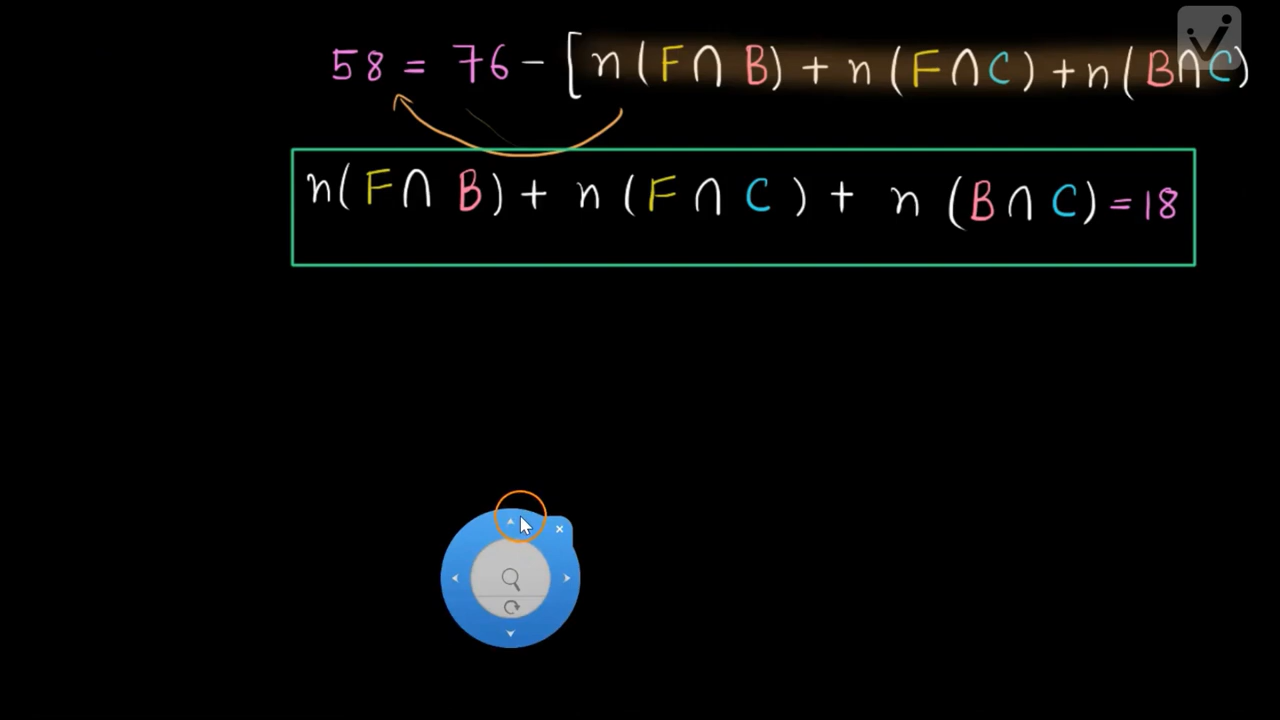 58 = 76 - [n(F∩B) + n(F∩C) + n(B∩C)
n(F∩B) + n(F∩C) + n(B∩C) = 18